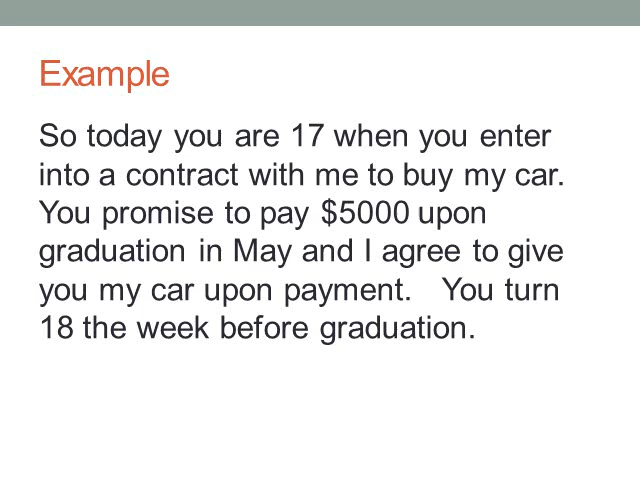 Example
So today you are 17 when you enter
into a contract with me to buy my car.
You promise to pay $5000 upon
graduation in May and I agree to give
you my car upon payment.   You turn
18 the week before graduation.